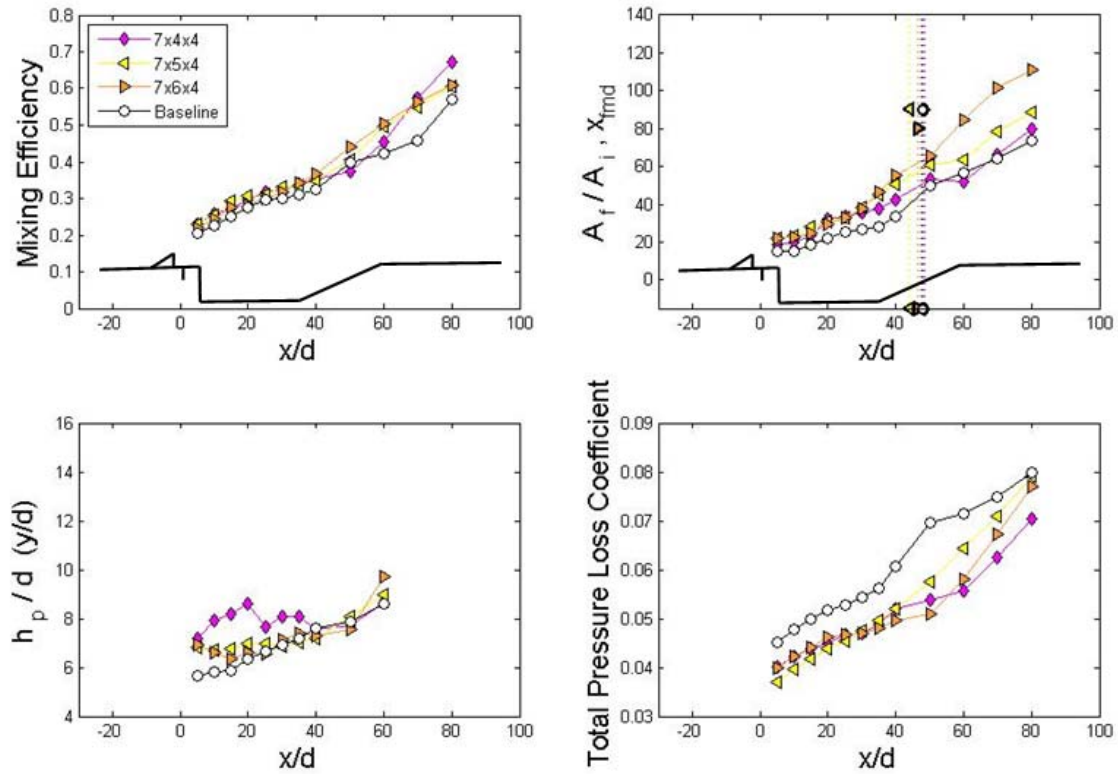 0.8
0.7
0.6
0.5
0.4
0.3
0.2
0.1
0
Mixing Efficiency
7x4x4
7x5x4
7x6x4
Baseline
-20 0 20 40 60 80 100
x/d
140
120
100
80
60
40
20
0
A f / A i , x fmd
-20 0 20 40 60 80 100
x/d
16
14
12
10
8
6
4
h p / d (y/d)
-20 0 20 40 60 80 100
x/d
0.09
0.08
0.07
0.06
0.05
0.04
0.03
Total Pressure Loss Coefficient
-20 0 20 40 60 80 100
x/d